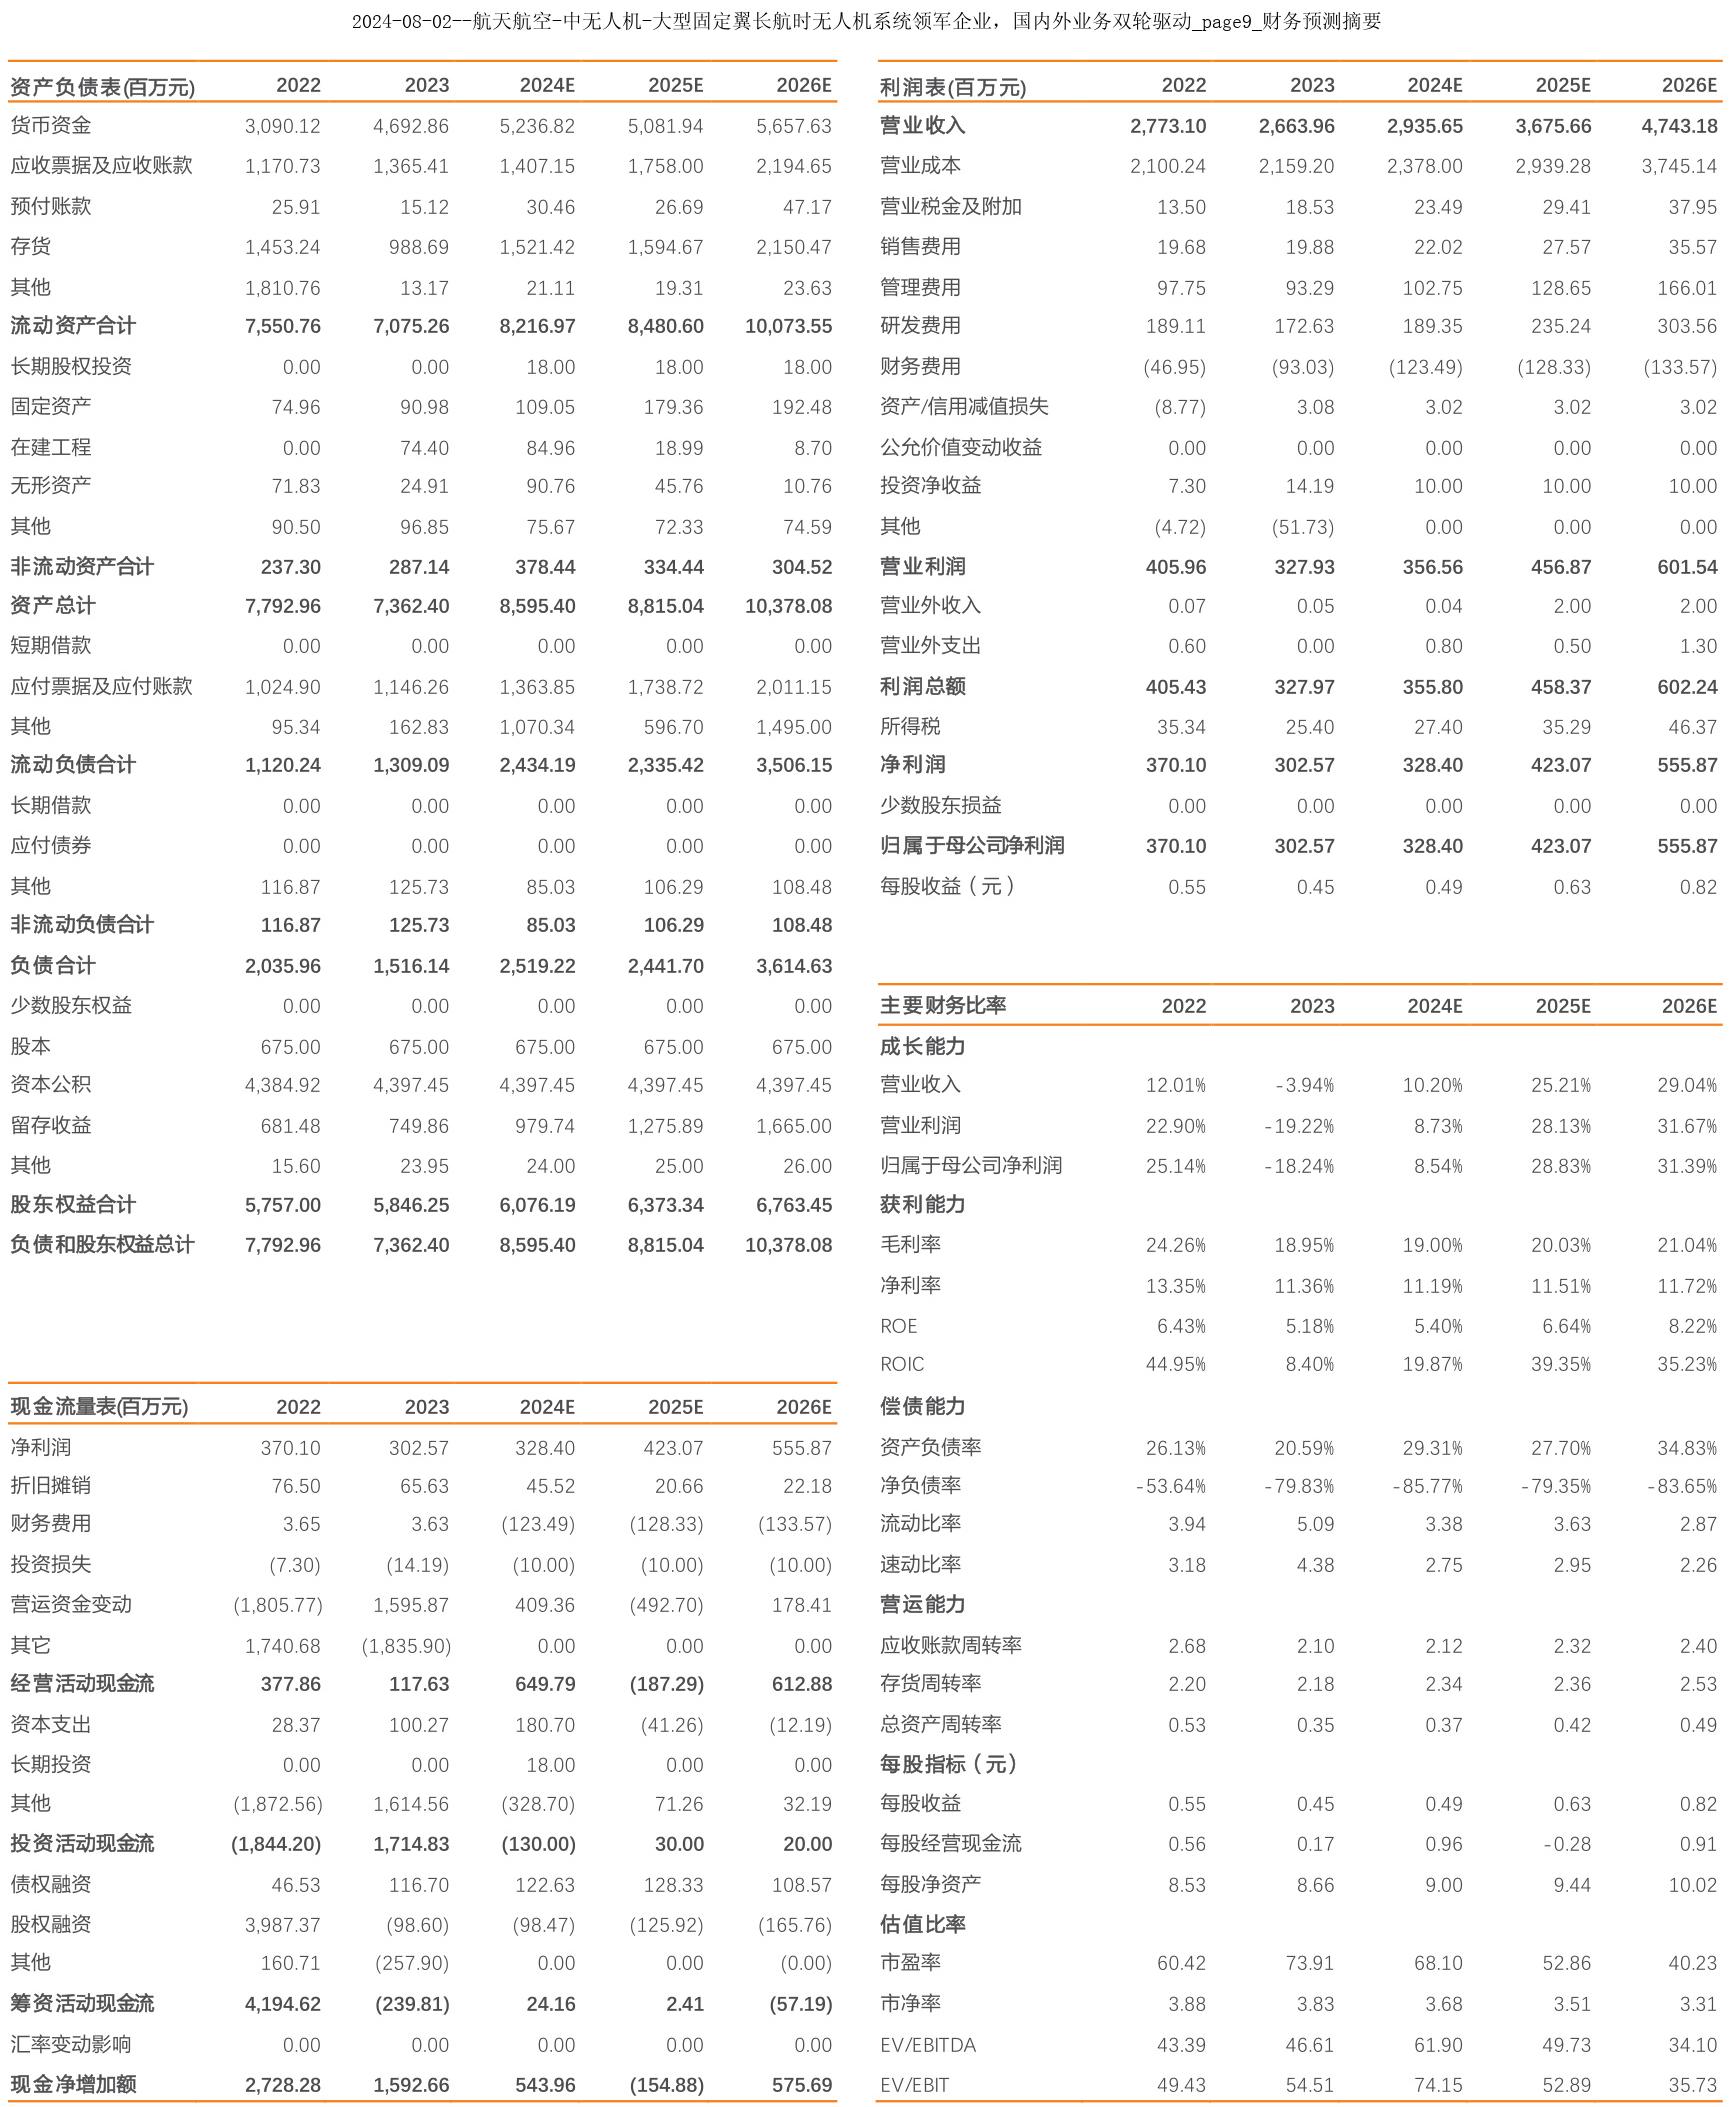 2024-08-02--航天航空-中无人机-大型固定翼长航时无人机系统领军企业，国内外业务双轮驱动_page9_财务预测摘要
资产负债表(百万元) 2022 2023 2024E 2025E 2026E
货币资金 3,090.12 4,692.86 5,236.82 5,081.94 5,657.63
应收票据及应收账款 1,170.73 1,365.41 1,407.15 1,758.00 2,194.65
预付账款 25.91 15.12 30.46 26.69 47.17
存货 1,453.24 988.69 1,521.42 1,594.67 2,150.47
其他 1,810.76 13.17 21.11 19.31 23.63
流动资产合计 7,550.76 7,075.26 8,216.97 8,480.60 10,073.55
长期股权投资 0.00 0.00 18.00 18.00 18.00
固定资产 74.96 90.98 109.05 179.36 192.48
在建工程 0.00 74.40 84.96 18.99 8.70
无形资产 71.83 24.91 90.76 45.76 10.76
其他 90.50 96.85 75.67 72.33 74.59
非流动资产合计 237.30 287.14 378.44 334.44 304.52
资产总计 7,792.96 7,362.40 8,595.40 8,815.04 10,378.08
短期借款 0.00 0.00 0.00 0.00 0.00
应付票据及应付账款 1,024.90 1,146.26 1,363.85 1,738.72 2,011.15
其他 95.34 162.83 1,070.34 596.70 1,495.00
流动负债合计 1,120.24 1,309.09 2,434.19 2,335.42 3,506.15
长期借款 0.00 0.00 0.00 0.00 0.00
应付债券 0.00 0.00 0.00 0.00 0.00
其他 116.87 125.73 85.03 106.29 108.48
非流动负债合计 116.87 125.73 85.03 106.29 108.48
负债合计 2,035.96 1,516.14 2,519.22 2,441.70 3,614.63
少数股东权益 0.00 0.00 0.00 0.00 0.00
股本 675.00 675.00 675.00 675.00 675.00
资本公积 4,384.92 4,397.45 4,397.45 4,397.45 4,397.45
留存收益 681.48 749.86 979.74 1,275.89 1,665.00
其他 15.60 23.95 24.00 25.00 26.00
股东权益合计 5,757.00 5,846.25 6,076.19 6,373.34 6,763.45
负债和股东权益总计 7,792.96 7,362.40 8,595.40 8,815.04 10,378.08
现金流量表(百万元) 2022 2023 2024E 2025E 2026E
净利润 370.10 302.57 328.40 423.07 555.87
折旧摊销 76.50 65.63 45.52 20.66 22.18
财务费用 3.65 3.63 (123.49) (128.33) (133.57)
投资损失 (7.30) (14.19) (10.00) (10.00) (10.00)
营运资金变动 (1,805.77) 1,595.87 409.36 (492.70) 178.41
其它 1,740.68 (1,835.90) 0.00 0.00 0.00
经营活动现金流 377.86 117.63 649.79 (187.29) 612.88
资本支出 28.37 100.27 180.70 (41.26) (12.19)
长期投资 0.00 0.00 18.00 0.00 0.00
其他 (1,872.56) 1,614.56 (328.70) 71.26 32.19
投资活动现金流 (1,844.20) 1,714.83 (130.00) 30.00 20.00
债权融资 46.53 116.70 122.63 128.33 108.57
股权融资 3,987.37 (98.60) (98.47) (125.92) (165.76)
其他 160.71 (257.90) 0.00 0.00 (0.00)
筹资活动现金流 4,194.62 (239.81) 24.16 2.41 (57.19)
汇率变动影响 0.00 0.00 0.00 0.00 0.00
现金净增加额 2,728.28 1,592.66 543.96 (154.88) 575.69
利润表(百万元) 2022 2023 2024E 2025E 2026E
营业收入 2,773.10 2,663.96 2,935.65 3,675.66 4,743.18
营业成本 2,100.24 2,159.20 2,378.00 2,939.28 3,745.14
营业税金及附加 13.50 18.53 23.49 29.41 37.95
销售费用 19.68 19.88 22.02 27.57 35.57
管理费用 97.75 93.29 102.75 128.65 166.01
研发费用 189.11 172.63 189.35 235.24 303.56
财务费用 (46.95) (93.03) (123.49) (128.33) (133.57)
资产/信用减值损失 (8.77) 3.08 3.02 3.02 3.02
公允价值变动收益 0.00 0.00 0.00 0.00 0.00
投资净收益 7.30 14.19 10.00 10.00 10.00
其他 (4.72) (51.73) 0.00 0.00 0.00
营业利润 405.96 327.93 356.56 456.87 601.54
营业外收入 0.07 0.05 0.04 2.00 2.00
营业外支出 0.60 0.00 0.80 0.50 1.30
利润总额 405.43 327.97 355.80 458.37 602.24
所得税 35.34 25.40 27.40 35.29 46.37
净利润 370.10 302.57 328.40 423.07 555.87
少数股东损益 0.00 0.00 0.00 0.00 0.00
归属于母公司净利润 370.10 302.57 328.40 423.07 555.87
每股收益（元） 0.55 0.45 0.49 0.63 0.82
主要财务比率 2022 2023 2024E 2025E 2026E
成长能力
营业收入 12.01% -3.94% 10.20% 25.21% 29.04%
营业利润 22.90% -19.22% 8.73% 28.13% 31.67%
归属于母公司净利润 25.14% -18.24% 8.54% 28.83% 31.39%
获利能力
毛利率 24.26% 18.95% 19.00% 20.03% 21.04%
净利率 13.35% 11.36% 11.19% 11.51% 11.72%
ROE 6.43% 5.18% 5.40% 6.64% 8.22%
ROIC 44.95% 8.40% 19.87% 39.35% 35.23%
偿债能力
资产负债率 26.13% 20.59% 29.31% 27.70% 34.83%
净负债率 -53.64% -79.83% -85.77% -79.35% -83.65%
流动比率 3.94 5.09 3.38 3.63 2.87
速动比率 3.18 4.38 2.75 2.95 2.26
营运能力
应收账款周转率 2.68 2.10 2.12 2.32 2.40
存货周转率 2.20 2.18 2.34 2.36 2.53
总资产周转率 0.53 0.35 0.37 0.42 0.49
每股指标（元）
每股收益 0.55 0.45 0.49 0.63 0.82
每股经营现金流 0.56 0.17 0.96 -0.28 0.91
每股净资产 8.53 8.66 9.00 9.44 10.02
估值比率
市盈率 60.42 73.91 68.10 52.86 40.23
市净率 3.88 3.83 3.68 3.51 3.31
EV/EBITDA 43.39 46.61 61.90 49.73 34.10
EV/EBIT 49.43 54.51 74.15 52.89 35.73